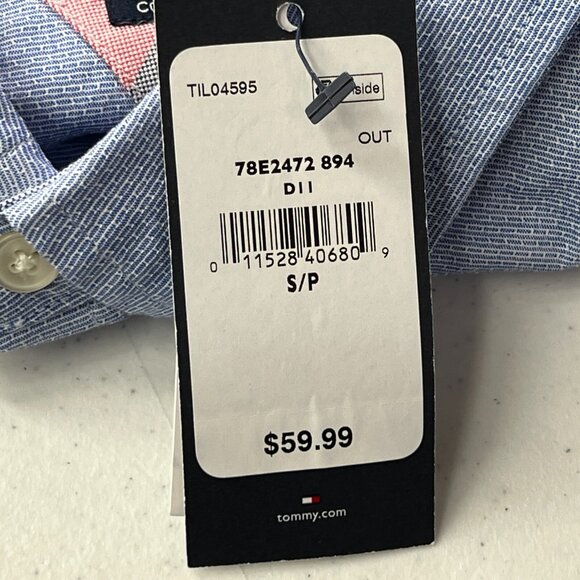 TIL04595
side
OUT
78E2472 894
D11
0 11528 40680 9
S/P
$59.99
tommy.com